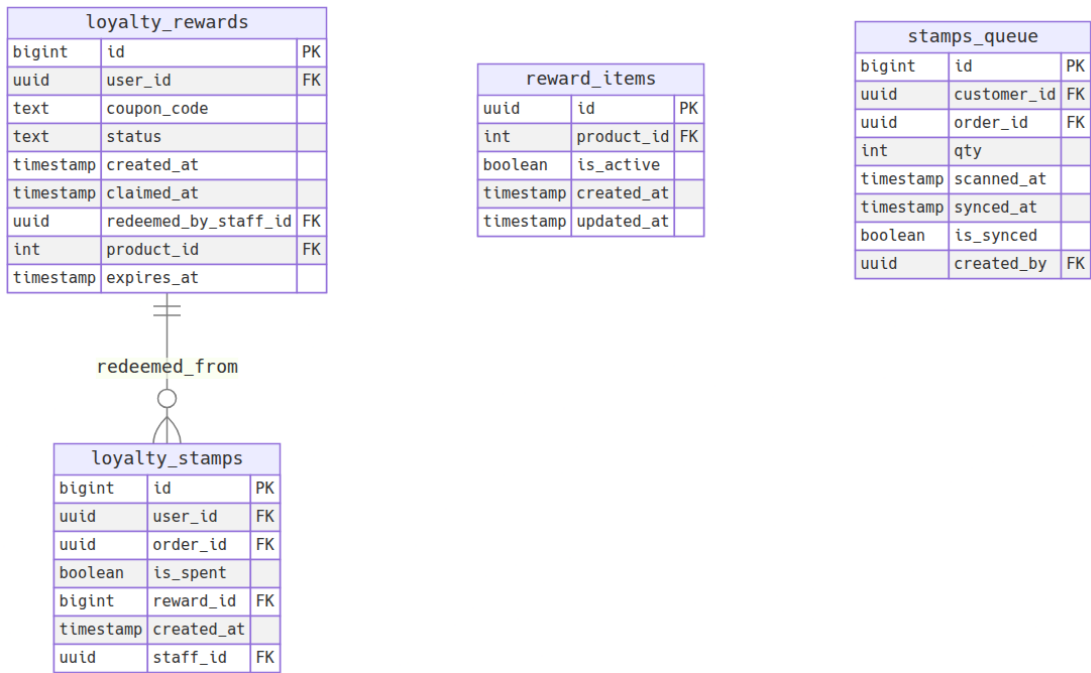 loyalty_rewards
bigint id PK
uuid user_id FK
text coupon_code
text status
timestamp created_at
timestamp claimed_at
uuid redeemed_by_staff_id FK
int product_id FK
timestamp expires_at
redeemed_from
loyalty_stamps
bigint id PK
uuid user_id FK
uuid order_id FK
boolean is_spent
bigint reward_id FK
timestamp created_at
uuid staff_id FK
reward_items
uuid id PK
int product_id FK
boolean is_active
timestamp created_at
timestamp updated_at
stamps_queue
bigint id PK
uuid customer_id FK
uuid order_id FK
int qty
timestamp scanned_at
timestamp synced_at
boolean is_synced
uuid created_by FK